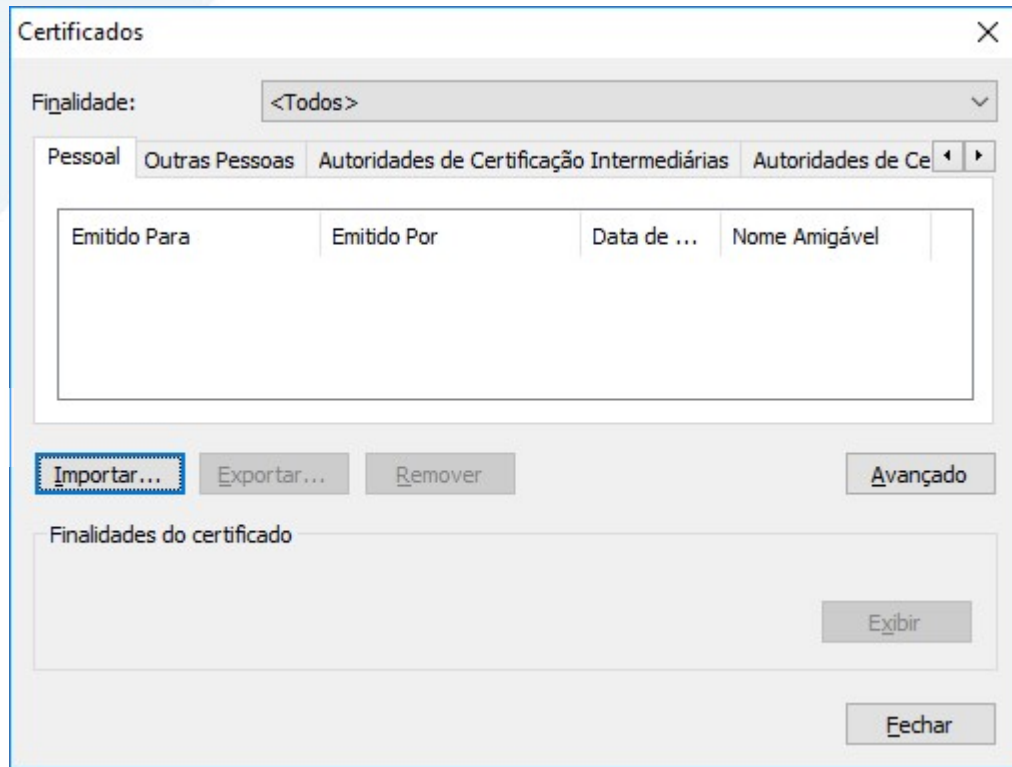 Certificados
Finalidade: <Todos>
Pessoal Outras Pessoas Autoridades de Certificação Intermediárias Autoridades de Ce
Emitido Para Emitido Por Data de ... Nome Amigável
Importar... Exportar... Remover Avançado
Finalidades do certificado
Exibir
Fechar